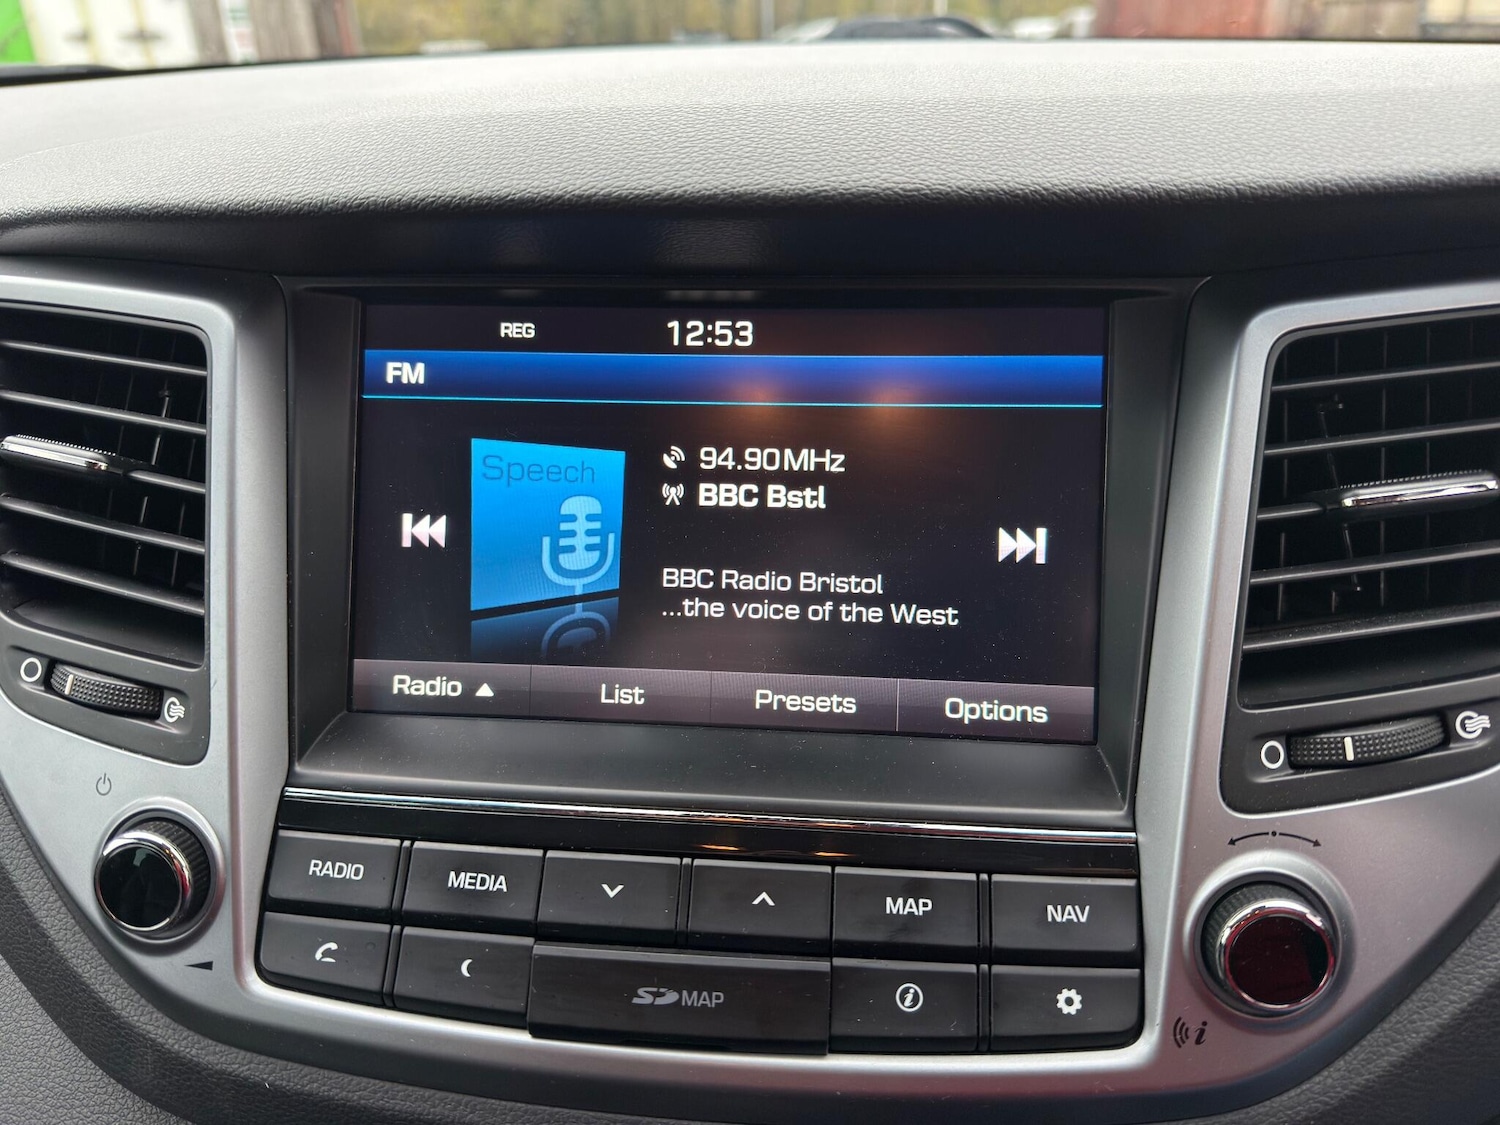 REG 12:53
FM
Speech
94.90MHz
BBC Bstl
BBC Radio Bristol
...the voice of the West
Radio List Presets Options
RADIO MEDIA MAP NAV
SD MAP